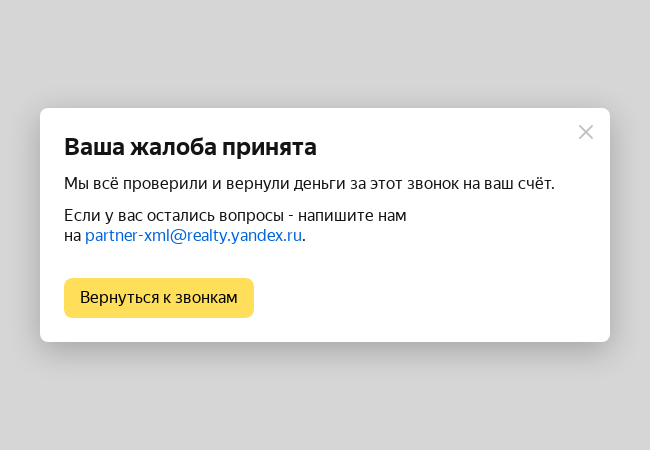 Ваша жалоба принята
Мы всё проверили и вернули деньги за этот звонок на ваш счёт.
Если у вас остались вопросы - напишите нам
на partner-xml@realty.yandex.ru.
Вернуться к звонкам